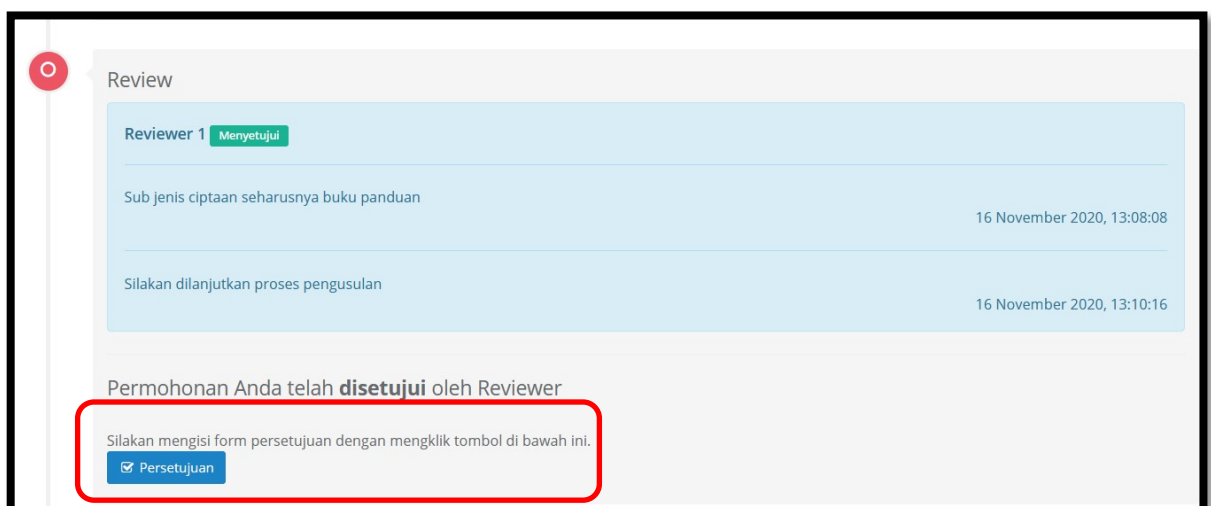 Review
Reviewer 1 Menyetujui
Sub jenis ciptaan seharusnya buku panduan
16 November 2020, 13:08:08
Silakan dilanjutkan proses pengusulan
16 November 2020, 13:10:16
Permohonan Anda telah disetujui oleh Reviewer
Silakan mengisi form persetujuan dengan mengklik tombol di bawah ini.
Persetujuan